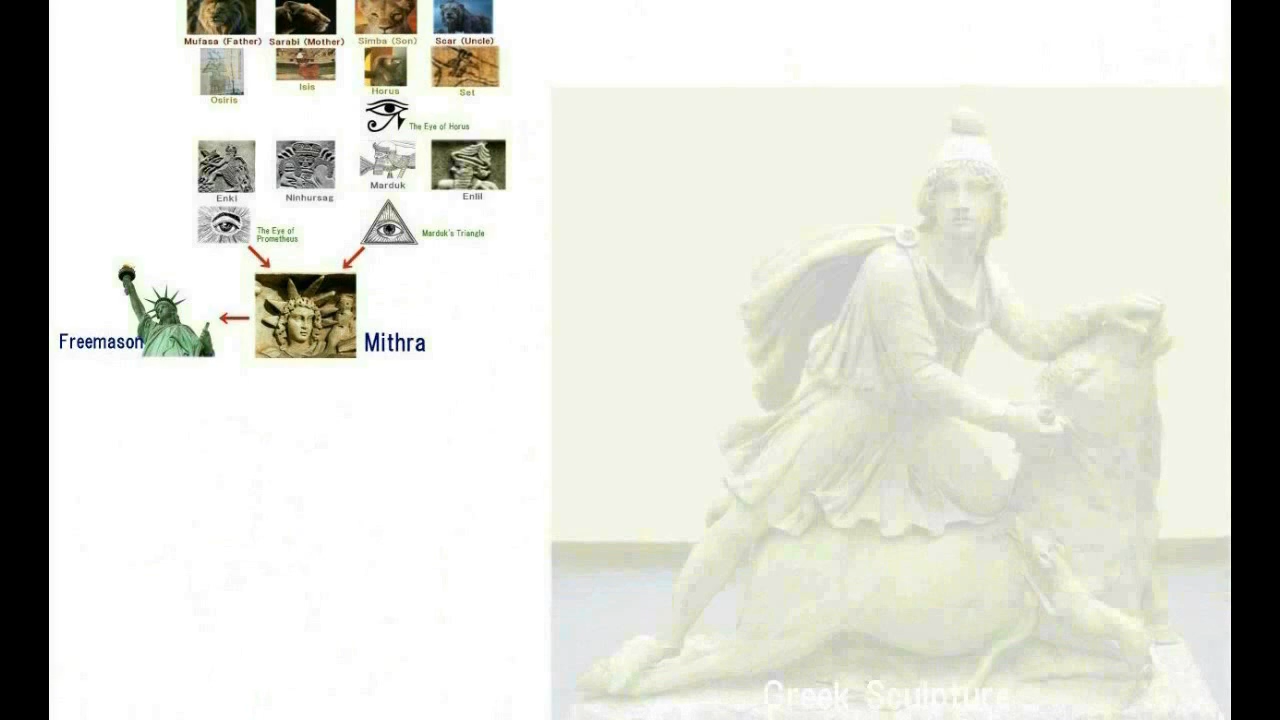 Mufasa (Father) Sarabi (Mother) Simba (Son) Scar (Uncle)
Osiris Isis Horus Set
The Eye of Horus
Enki Ninhursag Marduk Enlil
The Eye of
Prometheus
Marduk's Triangle
Freemason
Mithra
Greek Sculpture